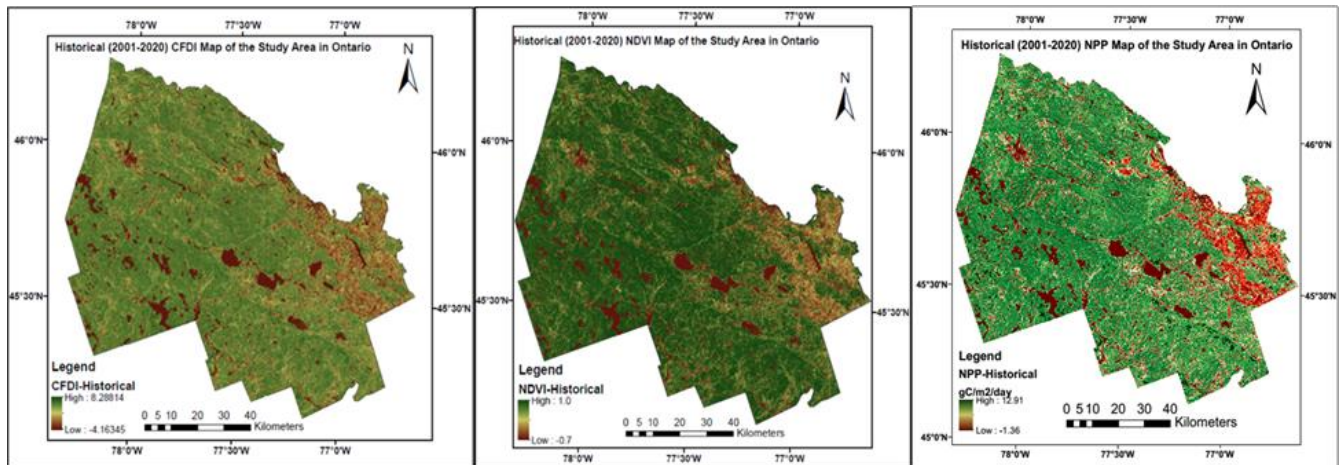 78°0'W 77°30'W 77°0'W
Historical (2001-2020) CFDI Map of the Study Area in Ontario
N
46°0'N
46°0'N
45°30'N
45°30'N
Legend
CFDI-Historical
High : 8.28814
Low : -4.16345
0 5 10 20 30 40
Kilometers
78°0'W 77°30'W 77°0'W
78°0'W 77°30'W 77°0'W
Historical (2001-2020) NDVI Map of the Study Area in Ontario
N
46°0'N
46°0'N
45°30'N
45°30'N
Legend
NDVI-Historical
High : 1.0
Low : -0.7
0 5 10 20 30 40
Kilometers
78°0'W 77°30'W 77°0'W
78°0'W 77°30'W 77°0'W
Historical (2001-2020) NPP Map of the Study Area in Ontario
N
46°0'N
46°0'N
45°30'N
45°30'N
Legend
NPP-Historical
gC/m2/day
High : 12.91
Low : -1.36
0 5 10 20 30 40
Kilometers
45°0'N
78°0'W 77°30'W 77°0'W